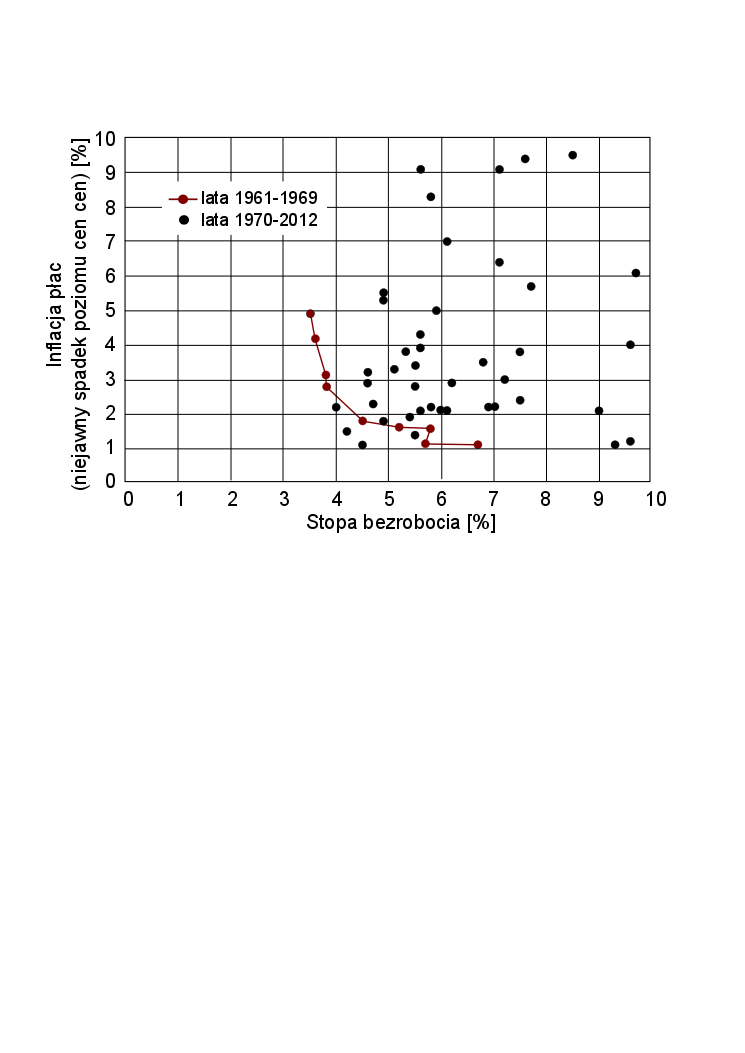 Inflacja płac
(niejawny spadek poziomu cen cen) [%]
10
9
8
7
6
5
4
3
2
1
0
lata 1961-1969
lata 1970-2012
0 1 2 3 4 5 6 7 8 9 10
Stopa bezrobocia [%]